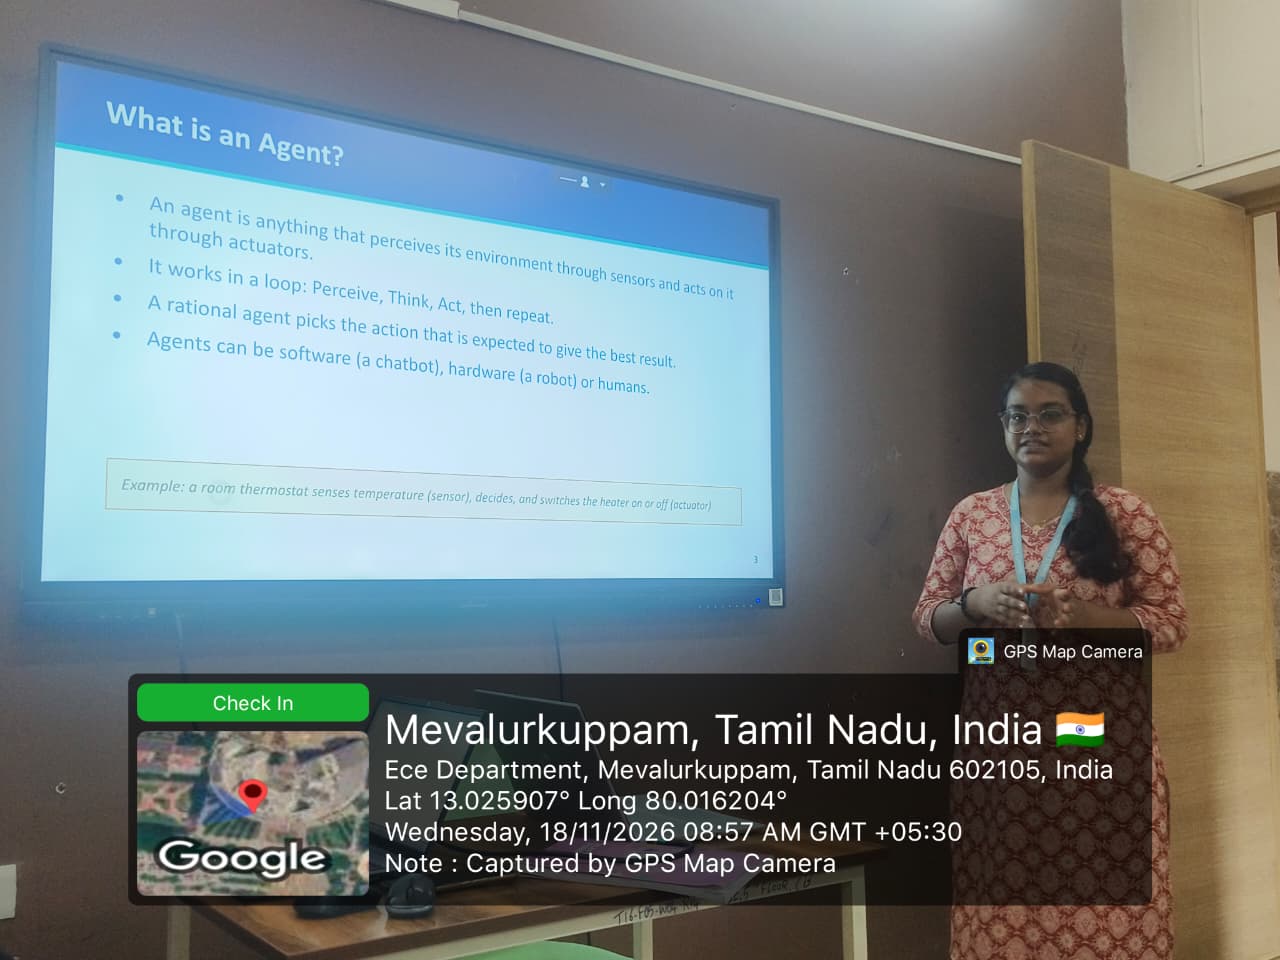 What is an Agent?
• An agent is anything that perceives its environment through sensors and acts on it
through actuators.
• It works in a loop: Perceive, Think, Act, then repeat.
• A rational agent picks the action that is expected to give the best result.
• Agents can be software (a chatbot), hardware (a robot) or humans.
Example: a room thermostat senses temperature (sensor), decides, and switches the heater on or off (actuator)
3
GPS Map Camera
Check In
Google
Mevalurkuppam, Tamil Nadu, India 🇮🇳
Ece Department, Mevalurkuppam, Tamil Nadu 602105, India
Lat 13.025907° Long 80.016204°
Wednesday, 18/11/2026 08:57 AM GMT +05:30
Note : Captured by GPS Map Camera